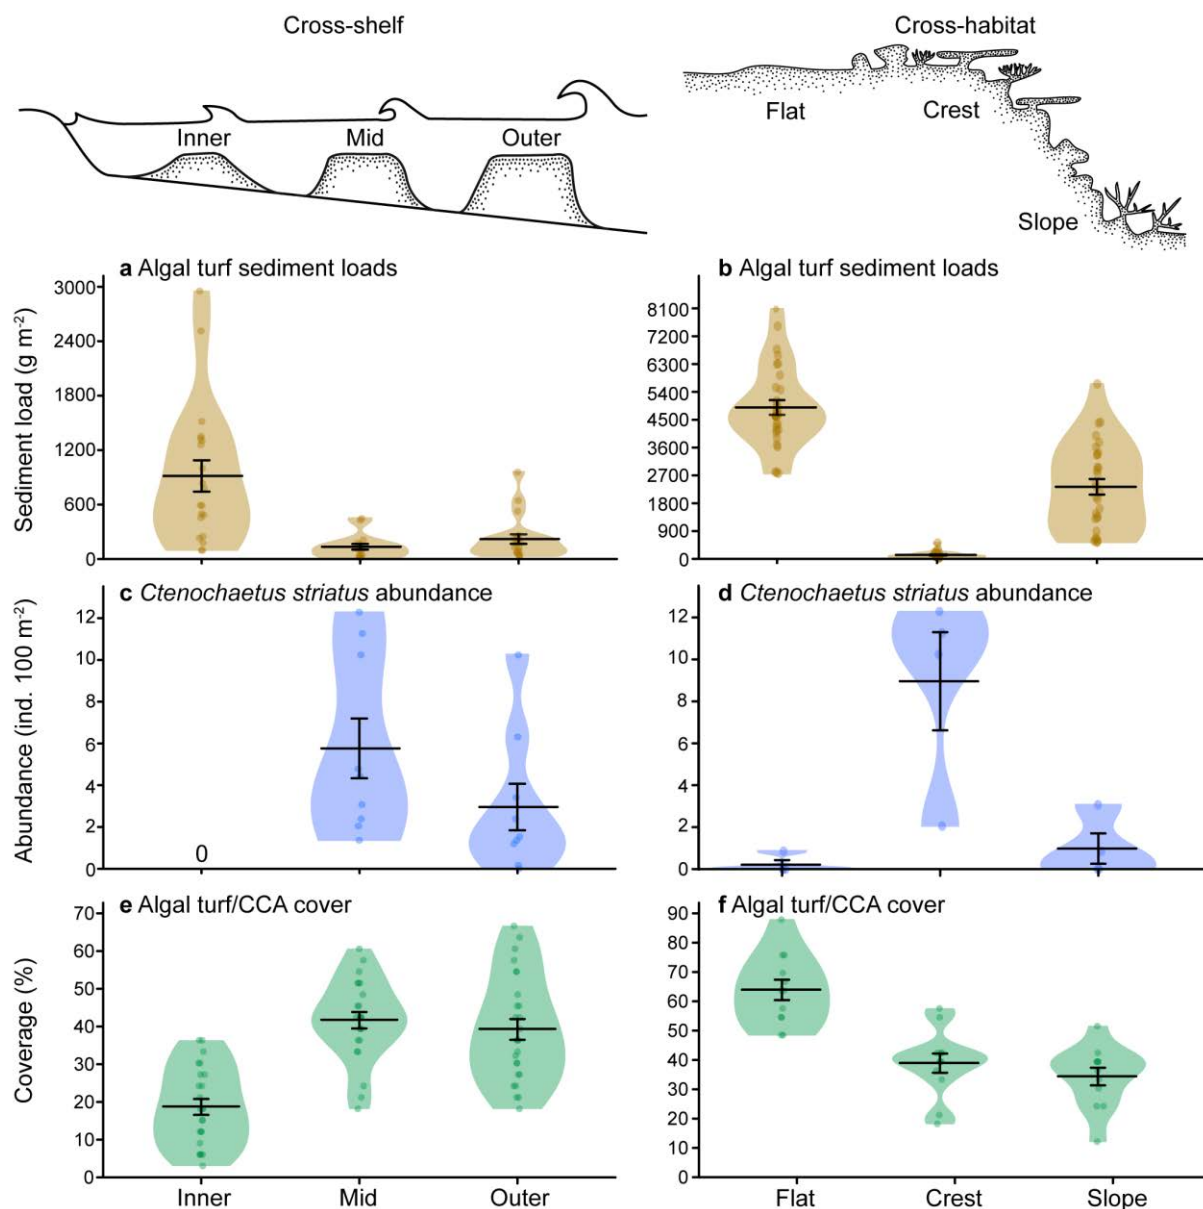 Cross-shelf
Cross-habitat
Inner
Mid
Outer
Flat
Crest
Slope
a Algal turf sediment loads
3000
2400
1800
1200
600
0
Sediment load (g m-2)
b Algal turf sediment loads
8100
7200
6300
5400
4500
3600
2700
1800
900
0
c Ctenochaetus striatus abundance
12
10
8
6
4
2
0
0
Abundance (ind. 100 m-2)
d Ctenochaetus striatus abundance
12
10
8
6
4
2
0
e Algal turf/CCA cover
70
60
50
40
30
20
10
0
Coverage (%)
Inner
Mid
Outer
f Algal turf/CCA cover
90
80
70
60
50
40
30
20
10
0
Flat
Crest
Slope